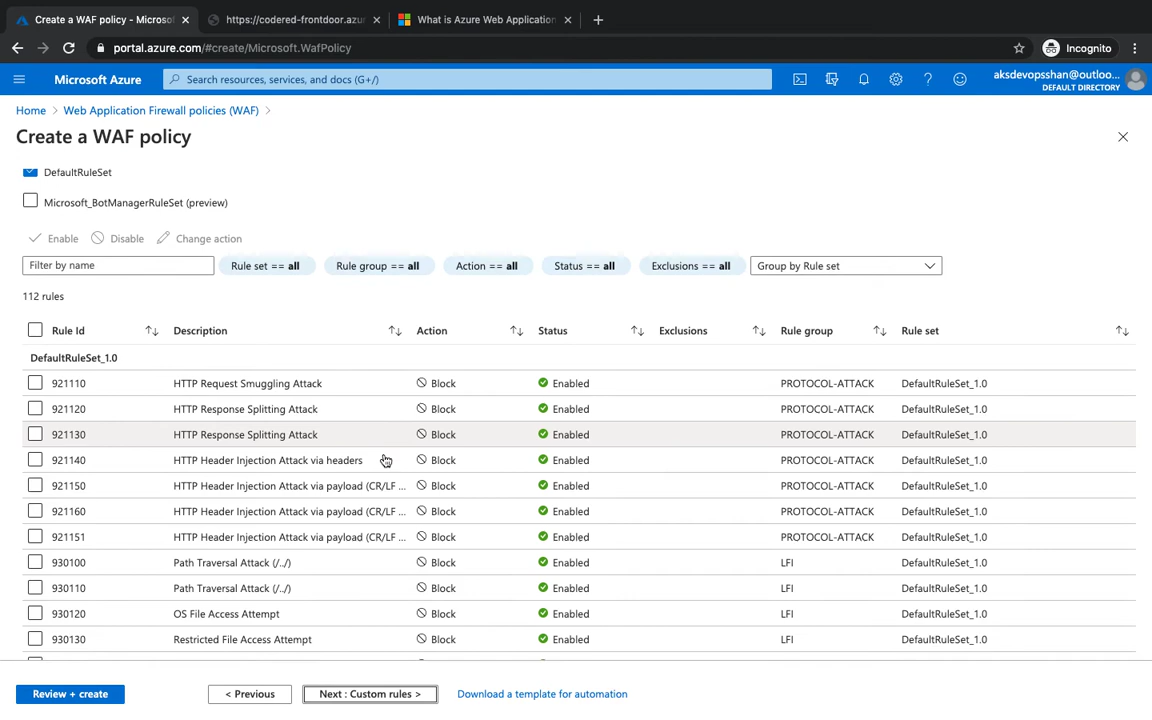 Create a WAF policy - Microsof
https://codered-frontdoor.azur
What is Azure Web Application
portal.azure.com/#create/Microsoft.WafPolicy
Incognito
Microsoft Azure
Search resources, services, and docs (G+/)
aksdevopsshan@outloo...
DEFAULT DIRECTORY
Home > Web Application Firewall policies (WAF) >
Create a WAF policy
DefaultRuleSet
Microsoft_BotManagerRuleSet (preview)
Enable Disable Change action
Filter by name Rule set == all Rule group == all Action == all Status == all Exclusions == all Group by Rule set
112 rules
Rule Id Description Action Status Exclusions Rule group Rule set
DefaultRuleSet_1.0
921110 HTTP Request Smuggling Attack Block Enabled PROTOCOL-ATTACK DefaultRuleSet_1.0
921120 HTTP Response Splitting Attack Block Enabled PROTOCOL-ATTACK DefaultRuleSet_1.0
921130 HTTP Response Splitting Attack Block Enabled PROTOCOL-ATTACK DefaultRuleSet_1.0
921140 HTTP Header Injection Attack via headers Block Enabled PROTOCOL-ATTACK DefaultRuleSet_1.0
921150 HTTP Header Injection Attack via payload (CR/LF ... Block Enabled PROTOCOL-ATTACK DefaultRuleSet_1.0
921160 HTTP Header Injection Attack via payload (CR/LF ... Block Enabled PROTOCOL-ATTACK DefaultRuleSet_1.0
921151 HTTP Header Injection Attack via payload (CR/LF ... Block Enabled PROTOCOL-ATTACK DefaultRuleSet_1.0
930100 Path Traversal Attack (/../) Block Enabled LFI DefaultRuleSet_1.0
930110 Path Traversal Attack (/../) Block Enabled LFI DefaultRuleSet_1.0
930120 OS File Access Attempt Block Enabled LFI DefaultRuleSet_1.0
930130 Restricted File Access Attempt Block Enabled LFI DefaultRuleSet_1.0
Review + create < Previous Next : Custom rules > Download a template for automation